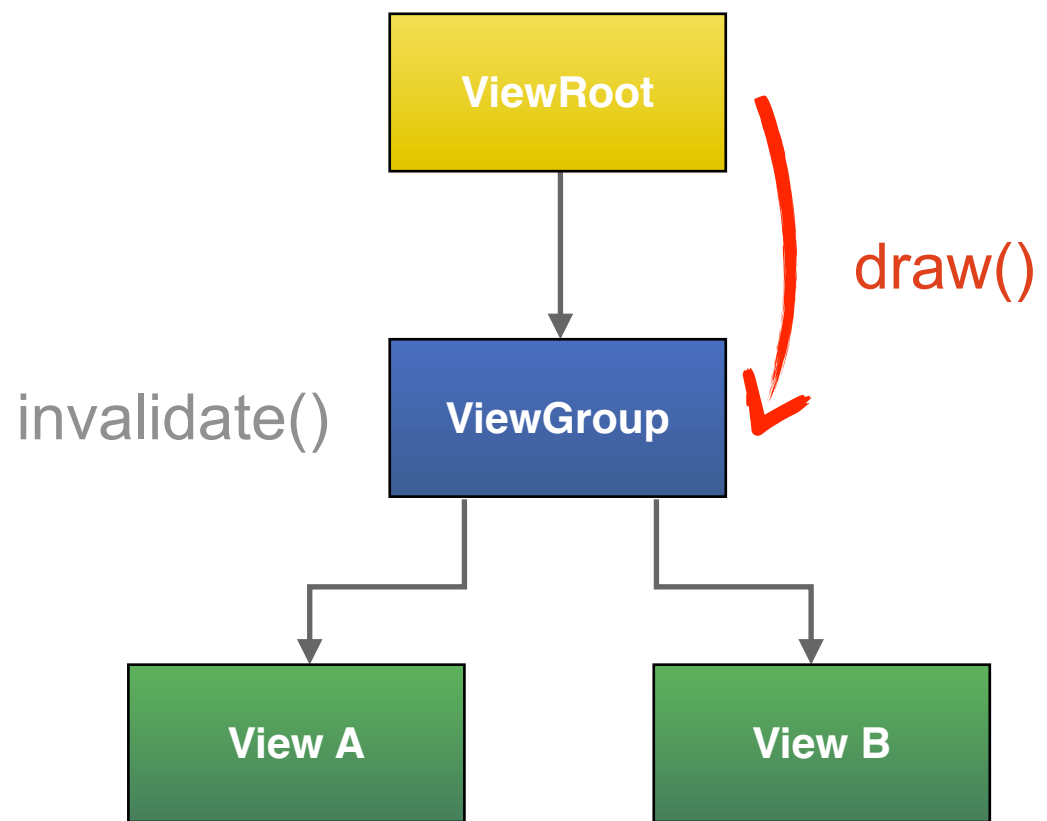 ViewRoot
draw()
invalidate()
ViewGroup
View A
View B